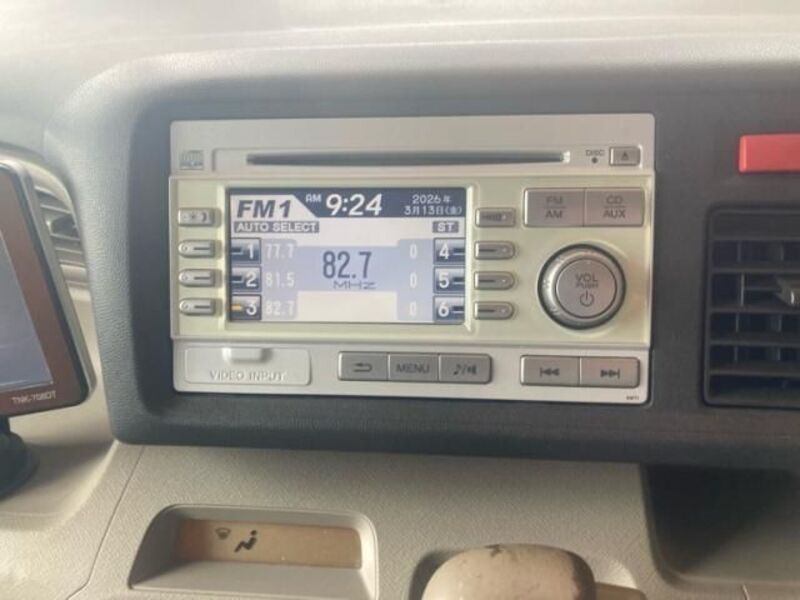 DISC
FM1 AM 9:24 2026年
3月13日(金)
AUTO SELECT ST
1 77.7 82.7 0 4
2 81.5 MHz 0 5
3 82.7 0 6
FM CD
AM AUX
VOL
PUSH
VIDEO INPUT MENU
TNK-706DT